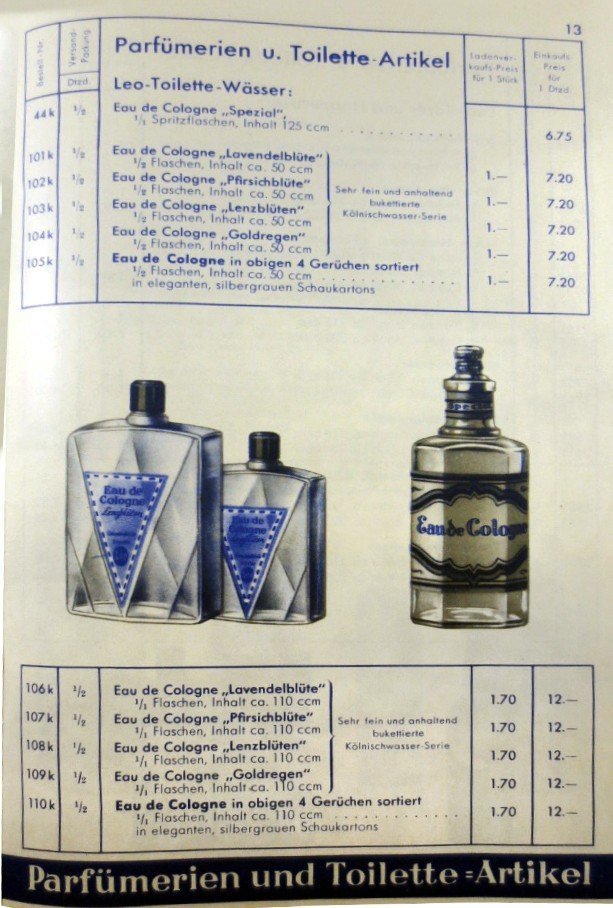 13
Bestell.-Nr.
Versand-Packung
Dtzd.
Parfümerien u. Toilette-Artikel
Ladenver-
kaufs-Preis
für 1 Stück
Einkaufs-
Preis
für
1 Dtzd.
Leo-Toilette-Wässer:
44k 1/2 Eau de Cologne „Spezial",
1/1 Spritzflaschen, Inhalt 125 ccm . . . . . . . . . . . 6.75
101k 1/2 Eau de Cologne „Lavendelblüte"
1/2 Flaschen, Inhalt ca. 50 ccm 1.— 7.20
102k 1/2 Eau de Cologne „Pfirsichblüte"
1/2 Flaschen, Inhalt ca. 50 ccm 1.— 7.20
103k 1/2 Eau de Cologne „Lenzblüten"
1/2 Flaschen, Inhalt ca. 50 ccm 1.— 7.20
104k 1/2 Eau de Cologne „Goldregen"
1/2 Flaschen, Inhalt ca. 50 ccm 1.— 7.20
Sehr fein und anhaltend
bukettierte
Kölnischwasser-Serie
105k 1/2 Eau de Cologne in obigen 4 Gerüchen sortiert
1/2 Flaschen, Inhalt ca. 50 ccm . . . . . . . . . . . . . 1.— 7.20
in eleganten, silbergrauen Schaukartons
Eau de
Cologne
Lenzblüten
Eau de
Cologne
Lenzblüten
Spezial
Eau de Cologne
106k 1/2 Eau de Cologne „Lavendelblüte"
1/1 Flaschen, Inhalt ca. 110 ccm 1.70 12.—
107k 1/2 Eau de Cologne „Pfirsichblüte"
1/1 Flaschen, Inhalt ca. 110 ccm 1.70 12.—
108k 1/2 Eau de Cologne „Lenzblüten"
1/1 Flaschen, Inhalt ca. 110 ccm 1.70 12.—
109k 1/2 Eau de Cologne „Goldregen"
1/1 Flaschen, Inhalt ca. 110 ccm 1.70 12.—
Sehr fein und anhaltend
bukettierte
Kölnischwasser-Serie
110k 1/2 Eau de Cologne in obigen 4 Gerüchen sortiert
1/1 Flaschen, Inhalt ca. 110 ccm . . . . . . . . . . . . 1.70 12.—
in eleganten, silbergrauen Schaukartons
Parfümerien und Toilette=Artikel